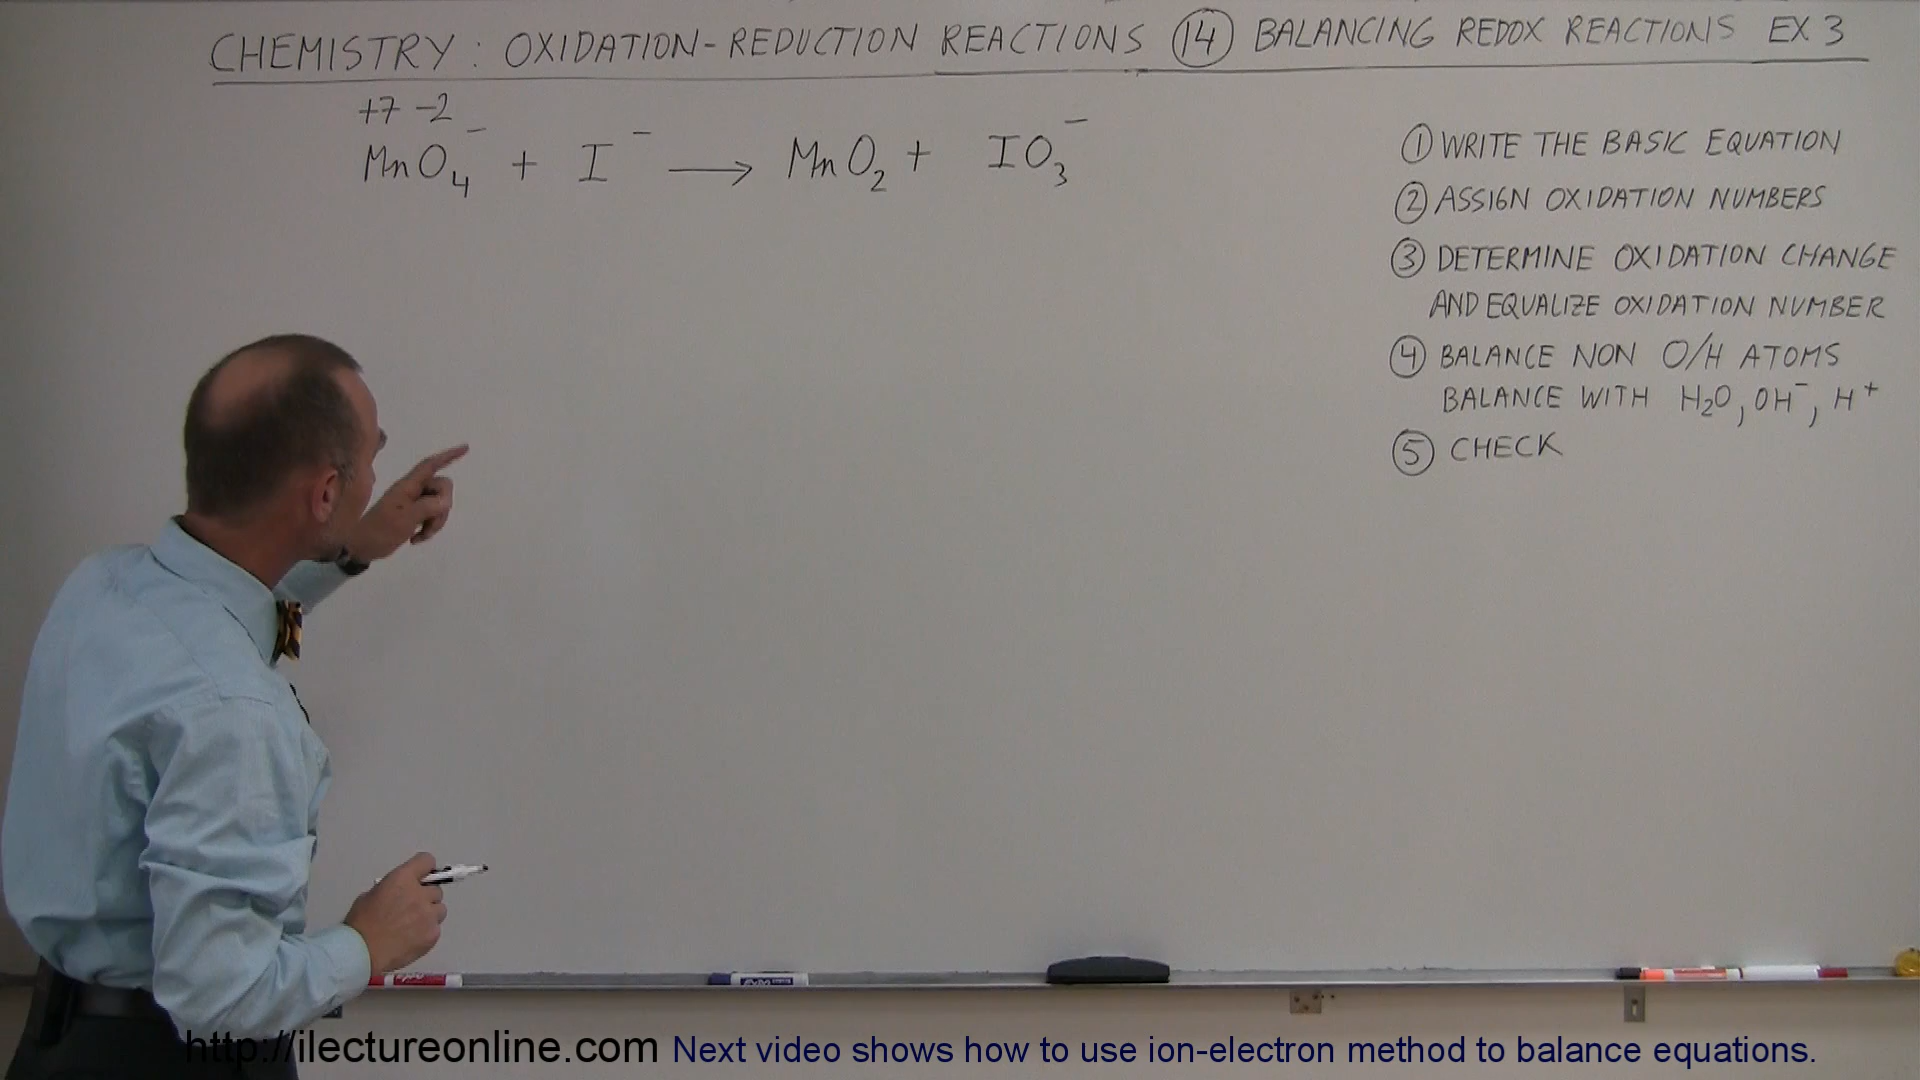 CHEMISTRY: OXIDATION-REDUCTION REACTIONS ⑭ BALANCING REDOX REACTIONS EX 3
+7 -2
MnO₄⁻ + I⁻ → MnO₂ + IO₃⁻
① WRITE THE BASIC EQUATION
② ASSIGN OXIDATION NUMBERS
③ DETERMINE OXIDATION CHANGE
AND EQUALIZE OXIDATION NUMBER
④ BALANCE NON O/H ATOMS
BALANCE WITH H₂O, OH⁻, H⁺
⑤ CHECK
http://ilectureonline.com Next video shows how to use ion-electron method to balance equations.